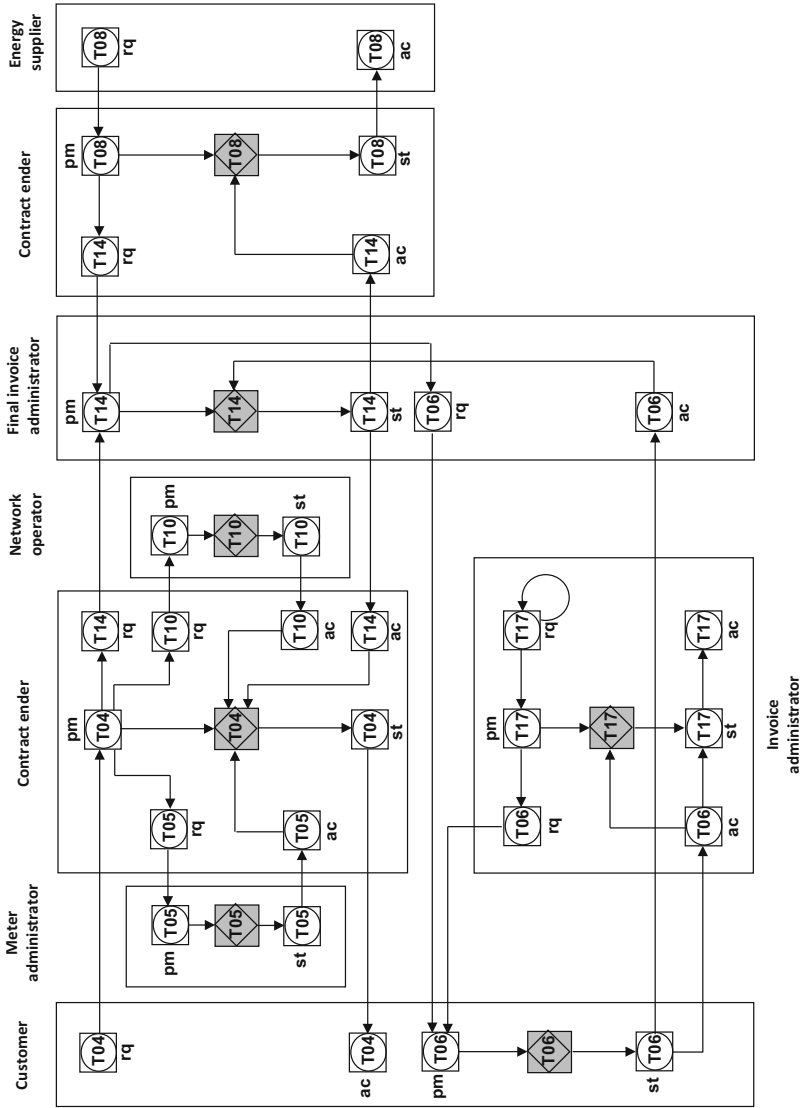 Customer
T04
rq
ac
T04
pm
T06
T06
st
T06
Meter
administrator
pm
T05
T05
st
T05
Contract ender
pm
T04
T14
rq
T05
rq
T10
rq
T04
T05
ac
T10
ac
T04
st
T14
ac
Network
operator
T10
pm
T10
T10
st
Final invoice
administrator
pm
T14
T14
T14
st
T06
rq
T06
ac
Contract ender
pm
T08
T14
rq
T08
T14
ac
T08
st
Energy
supplier
T08
rq
T08
ac
T06
rq
pm
T17
T17
rq
T17
T06
ac
T17
st
T17
ac
Invoice
administrator